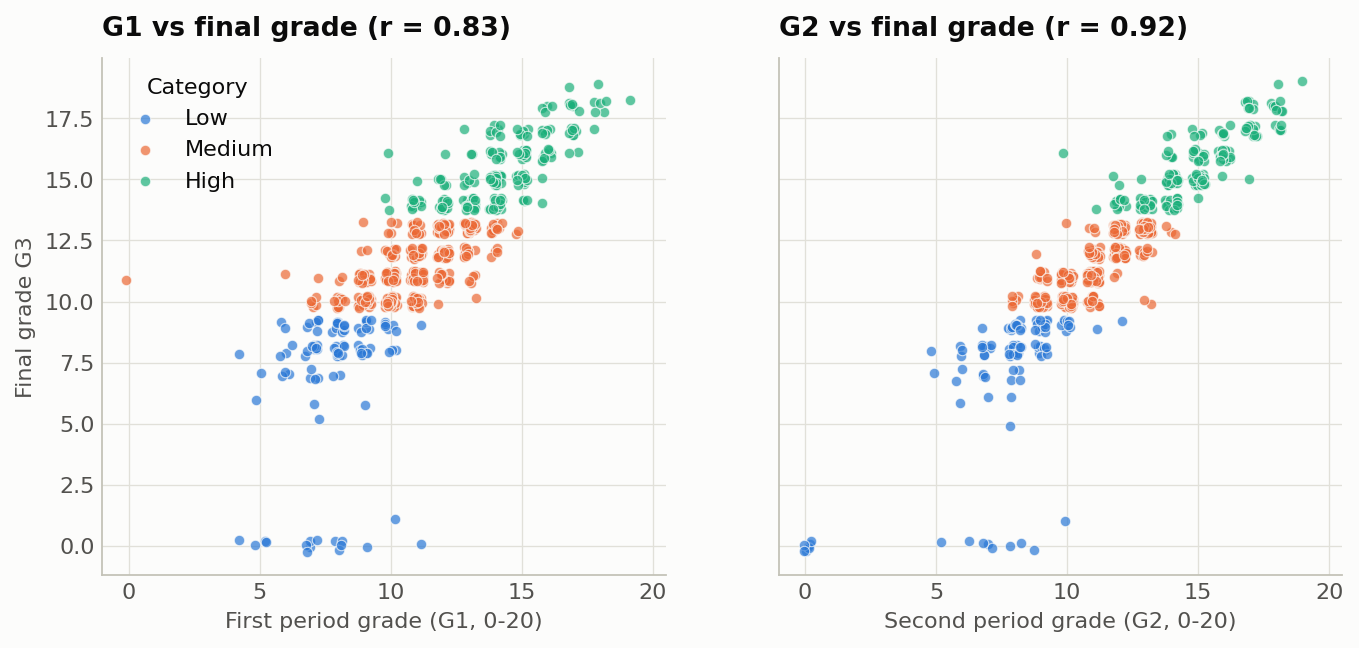 G1 vs final grade (r = 0.83)
G2 vs final grade (r = 0.92)
Category
Low
Medium
High
Final grade G3
17.5
15.0
12.5
10.0
7.5
5.0
2.5
0.0
0 5 10 15 20
0 5 10 15 20
First period grade (G1, 0-20)
Second period grade (G2, 0-20)